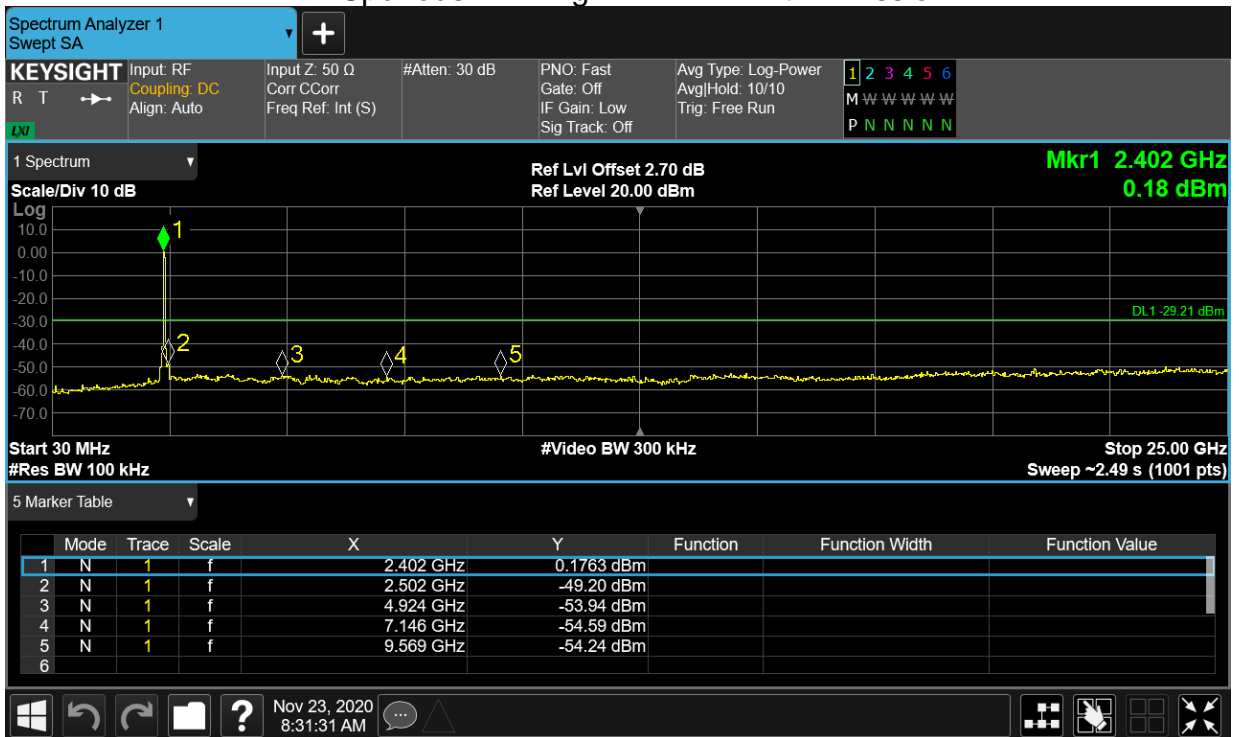 Spectrum Analyzer 1
Swept SA
+
KEYSIGHT Input: RF Input Z: 50 Ω #Atten: 30 dB PNO: Fast Avg Type: Log-Power 1 2 3 4 5 6
R T Coupling: DC Corr CCorr Gate: Off Avg|Hold: 10/10 M W W W W W
Align: Auto Freq Ref: Int (S) IF Gain: Low Trig: Free Run
LXI Sig Track: Off P N N N N N
1 Spectrum Ref Lvl Offset 2.70 dB Mkr1 2.402 GHz
Scale/Div 10 dB Ref Level 20.00 dBm 0.18 dBm
Log
10.0
0.00
-10.0
-20.0
-30.0
-40.0
-50.0
-60.0
-70.0
1
2
3
4
5
DL1 -29.21 dBm
Start 30 MHz #Video BW 300 kHz Stop 25.00 GHz
#Res BW 100 kHz Sweep ~2.49 s (1001 pts)
5 Marker Table
Mode Trace Scale X Y Function Function Width Function Value
1 N 1 f 2.402 GHz 0.1763 dBm
2 N 1 f 2.502 GHz -49.20 dBm
3 N 1 f 4.924 GHz -53.94 dBm
4 N 1 f 7.146 GHz -54.59 dBm
5 N 1 f 9.569 GHz -54.24 dBm
6
? Nov 23, 2020
8:31:31 AM